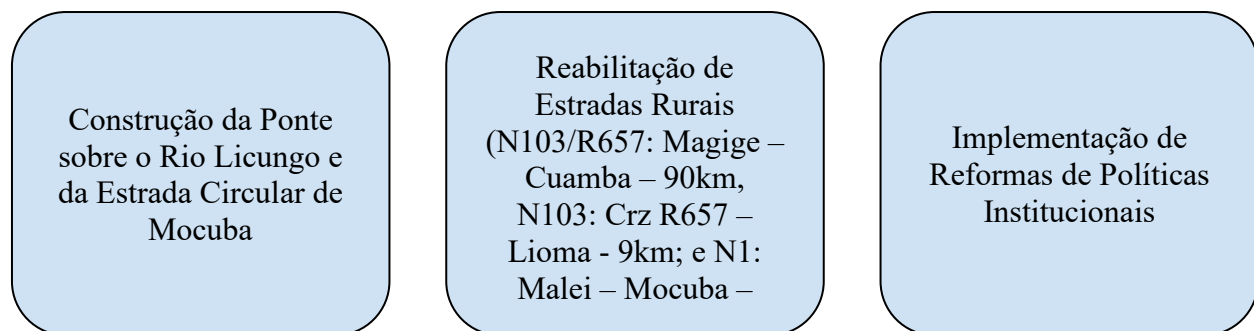 Construção da Ponte
sobre o Rio Licungo e
da Estrada Circular de
Mocuba
Reabilitação de
Estradas Rurais
(N103/R657: Magige –
Cuamba – 90km,
N103: Crz R657 –
Lioma - 9km; e N1:
Malei – Mocuba –
Implementação de
Reformas de Políticas
Institucionais